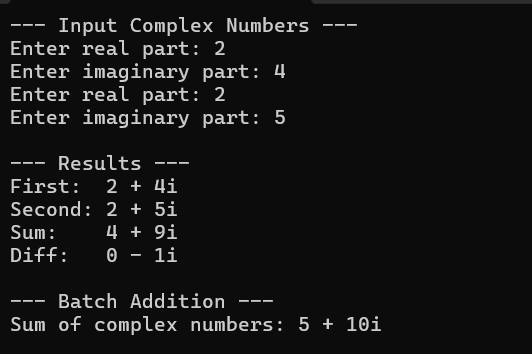 --- Input Complex Numbers ---
Enter real part: 2
Enter imaginary part: 4
Enter real part: 2
Enter imaginary part: 5

--- Results ---
First:  2 + 4i
Second: 2 + 5i
Sum:    4 + 9i
Diff:   0 - 1i

--- Batch Addition ---
Sum of complex numbers: 5 + 10i